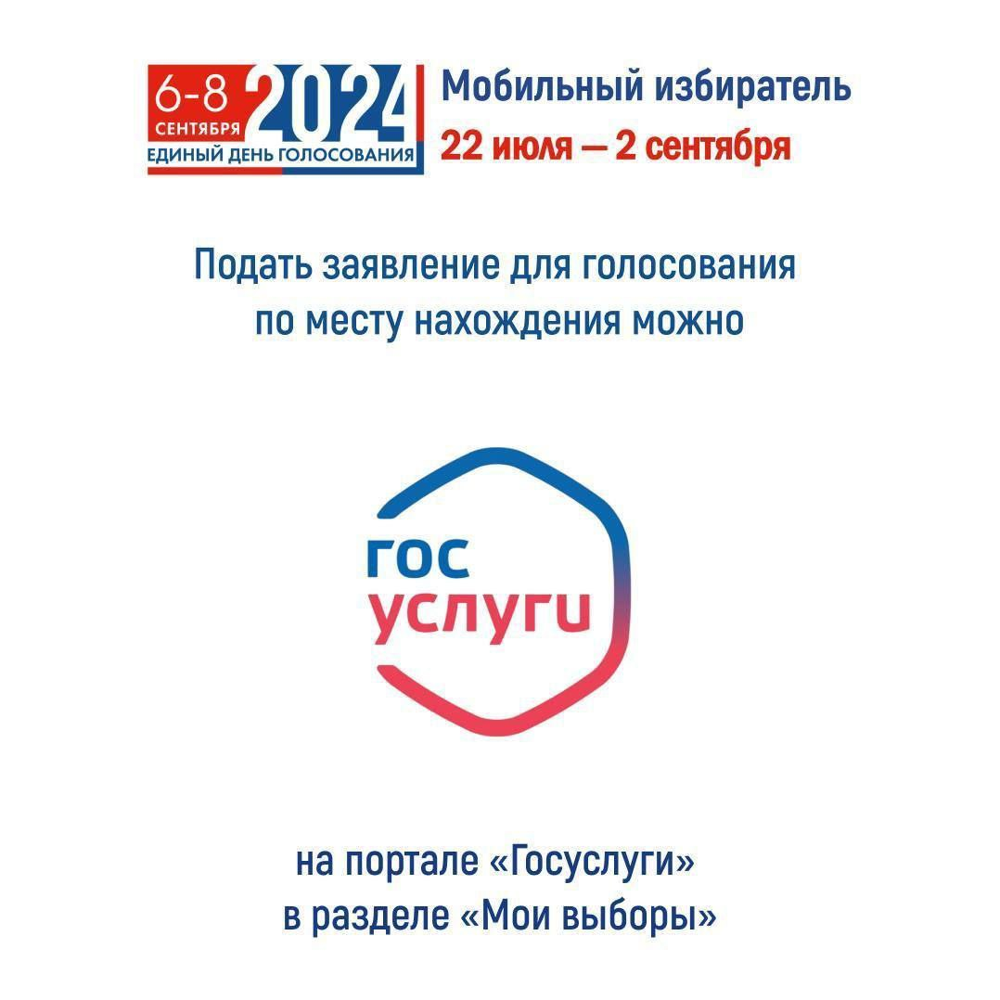 6-8
СЕНТЯБРЯ
2024
ЕДИНЫЙ ДЕНЬ ГОЛОСОВАНИЯ
Мобильный избиратель
22 июля — 2 сентября
Подать заявление для голосования
по месту нахождения можно
гос
услуги
на портале «Госуслуги»
в разделе «Мои выборы»